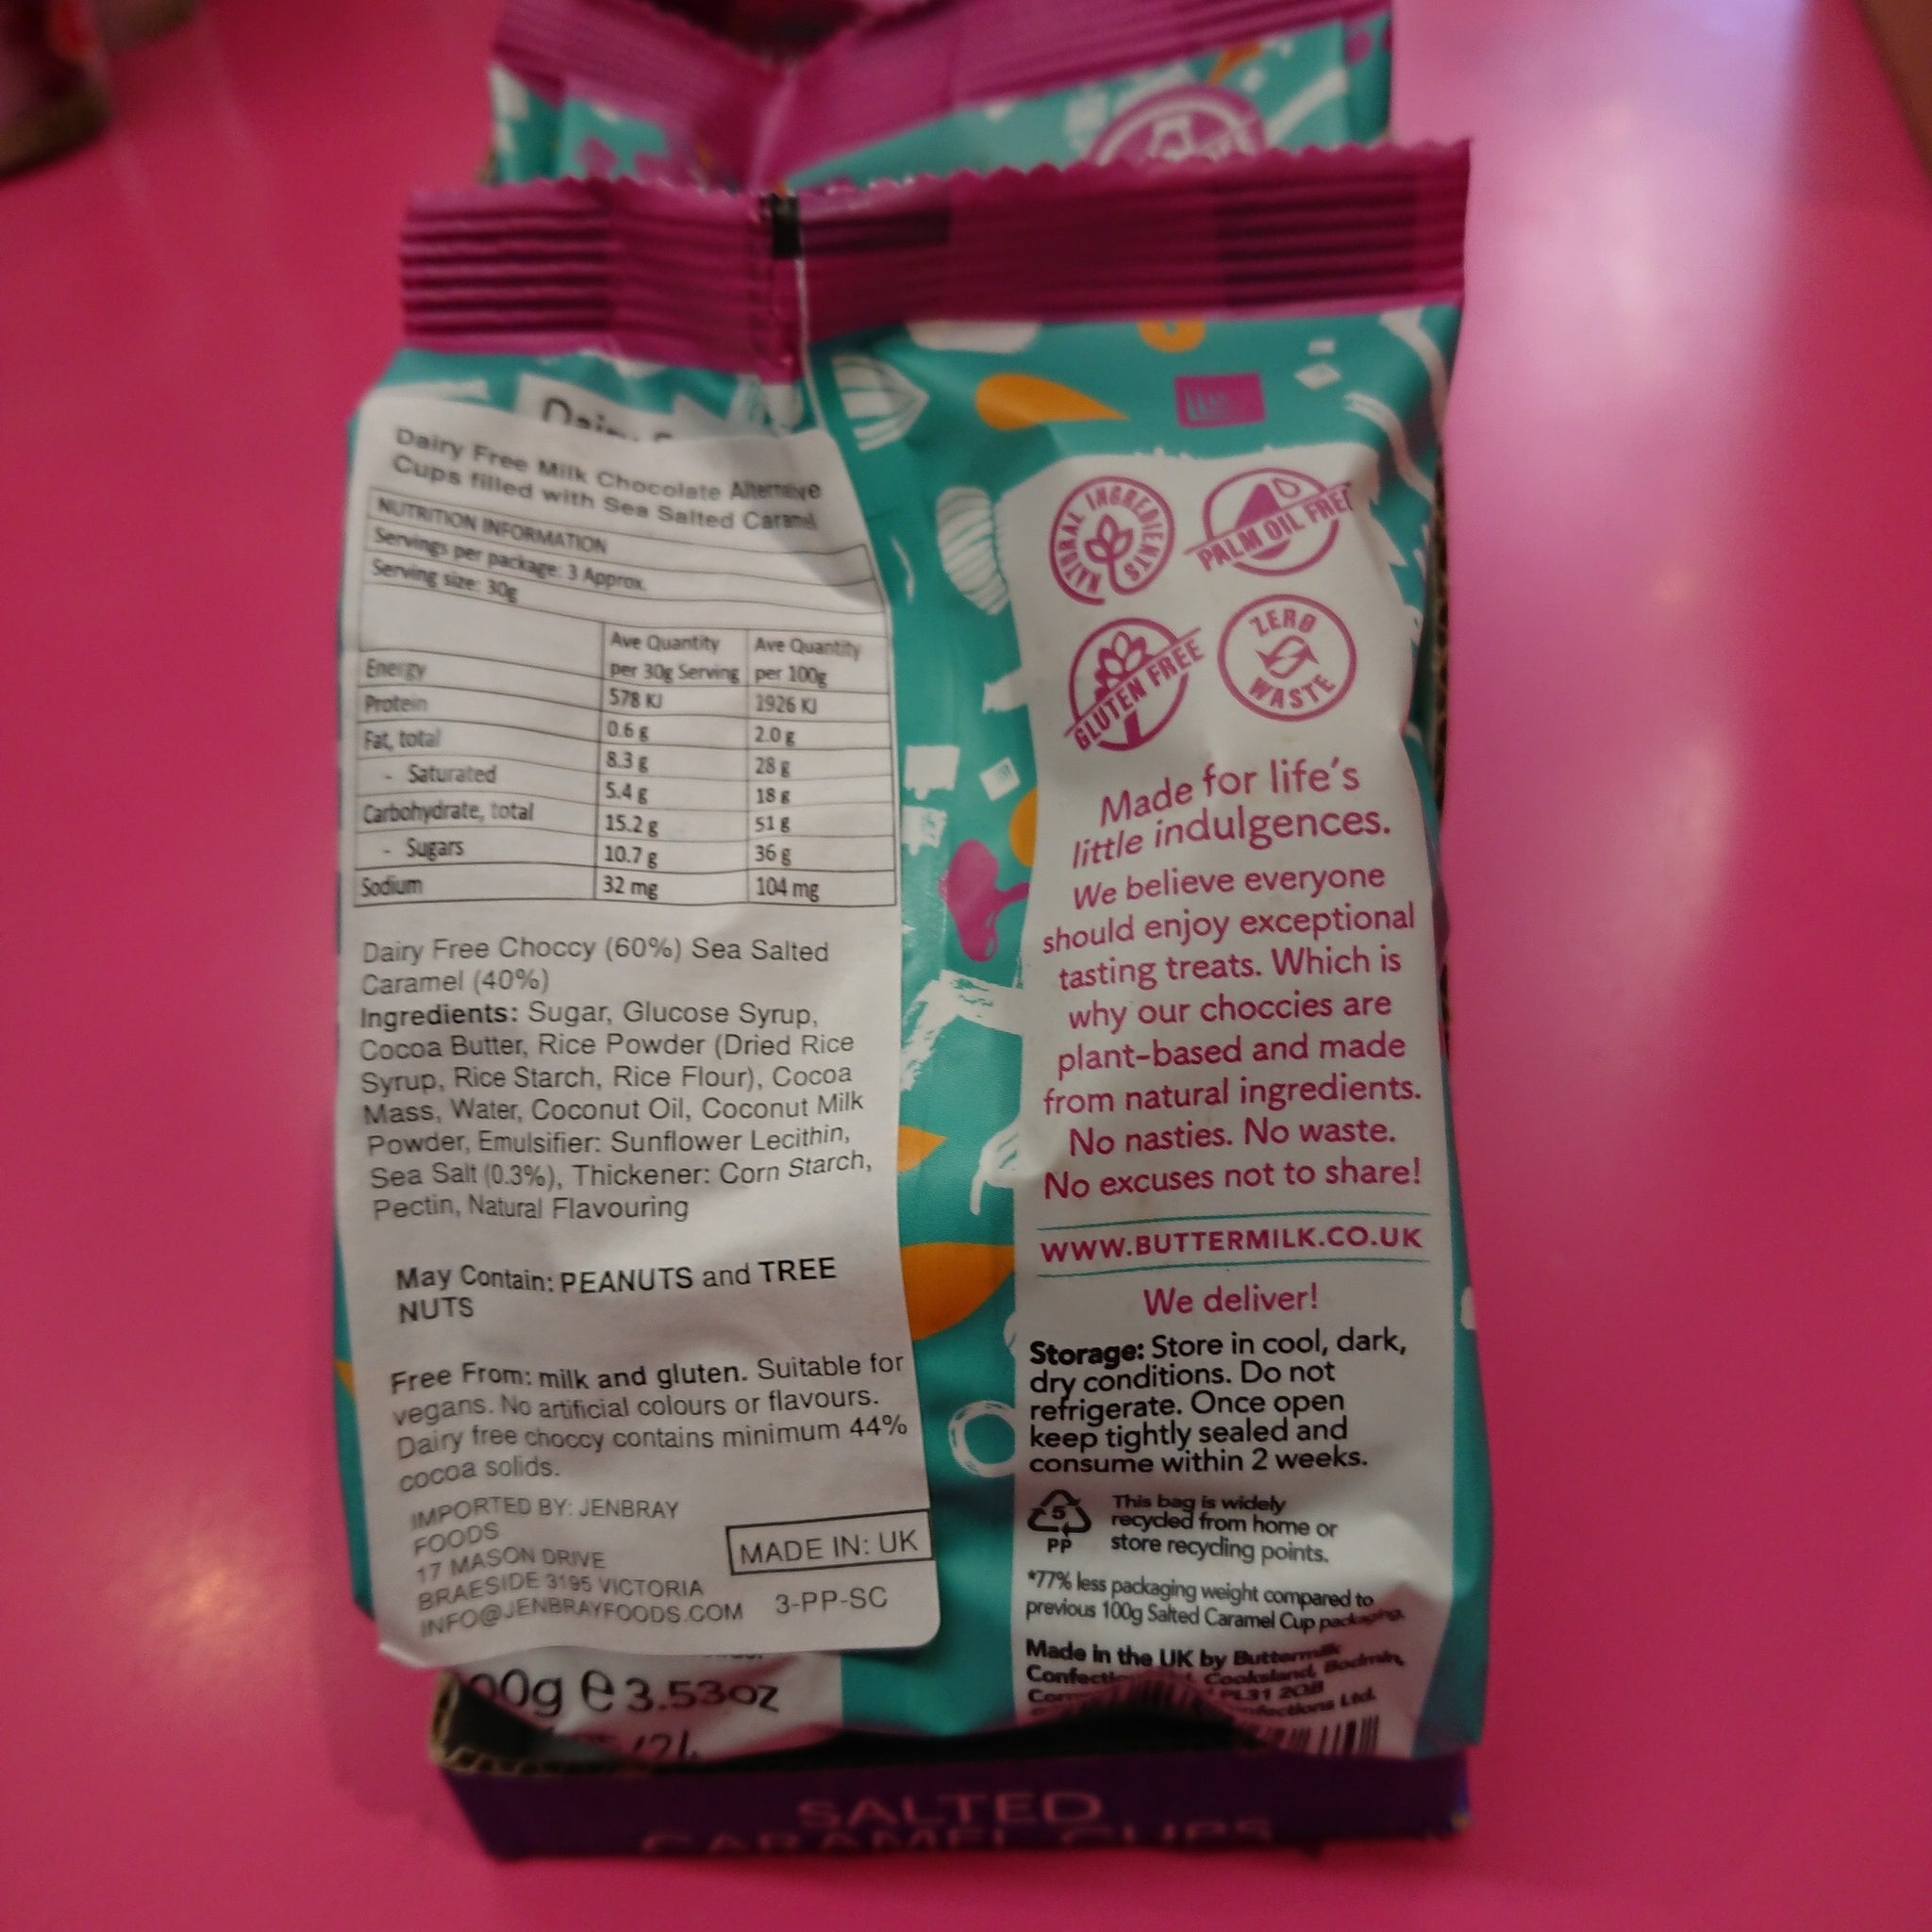 Dairy Free Milk Chocolate Alternative
Cups filled with Sea Salted Caramel
NUTRITION INFORMATION
Servings per package: 3 Approx.
Serving size: 30g
Ave Quantity per 30g Serving Ave Quantity per 100g
Energy 578 KJ 1926 KJ
Protein 0.6 g 2.0 g
Fat, total 8.3 g 28 g
- Saturated 5.4 g 18 g
Carbohydrate, total 15.2 g 51 g
- Sugars 10.7 g 36 g
Sodium 32 mg 104 mg
Dairy Free Choccy (60%) Sea Salted
Caramel (40%)
Ingredients: Sugar, Glucose Syrup,
Cocoa Butter, Rice Powder (Dried Rice
Syrup, Rice Starch, Rice Flour), Cocoa
Mass, Water, Coconut Oil, Coconut Milk
Powder, Emulsifier: Sunflower Lecithin,
Sea Salt (0.3%), Thickener: Corn Starch,
Pectin, Natural Flavouring
May Contain: PEANUTS and TREE
NUTS
Free From: milk and gluten. Suitable for
vegans. No artificial colours or flavours.
Dairy free choccy contains minimum 44%
cocoa solids.
IMPORTED BY: JENBRAY
FOODS
17 MASON DRIVE
BRAESIDE 3195 VICTORIA
INFO@JENBRAYFOODS.COM
MADE IN: UK
3-PP-SC
00g e 3.53oz
NATURAL INGREDIENTS
PALM OIL FREE
GLUTEN FREE
ZERO WASTE
Made for life's
little indulgences.
We believe everyone
should enjoy exceptional
tasting treats. Which is
why our choccies are
plant-based and made
from natural ingredients.
No nasties. No waste.
No excuses not to share!
WWW.BUTTERMILK.CO.UK
We deliver!
Storage: Store in cool, dark,
dry conditions. Do not
refrigerate. Once open
keep tightly sealed and
consume within 2 weeks.
5
PP
This bag is widely
recycled from home or
store recycling points.
*77% less packaging weight compared to
previous 100g Salted Caramel Cup packaging.
Made in the UK by Buttermilk
Cooksland, Bodmin,
PL31 2QB
Ltd.
SALTED
CARAMEL CUPS